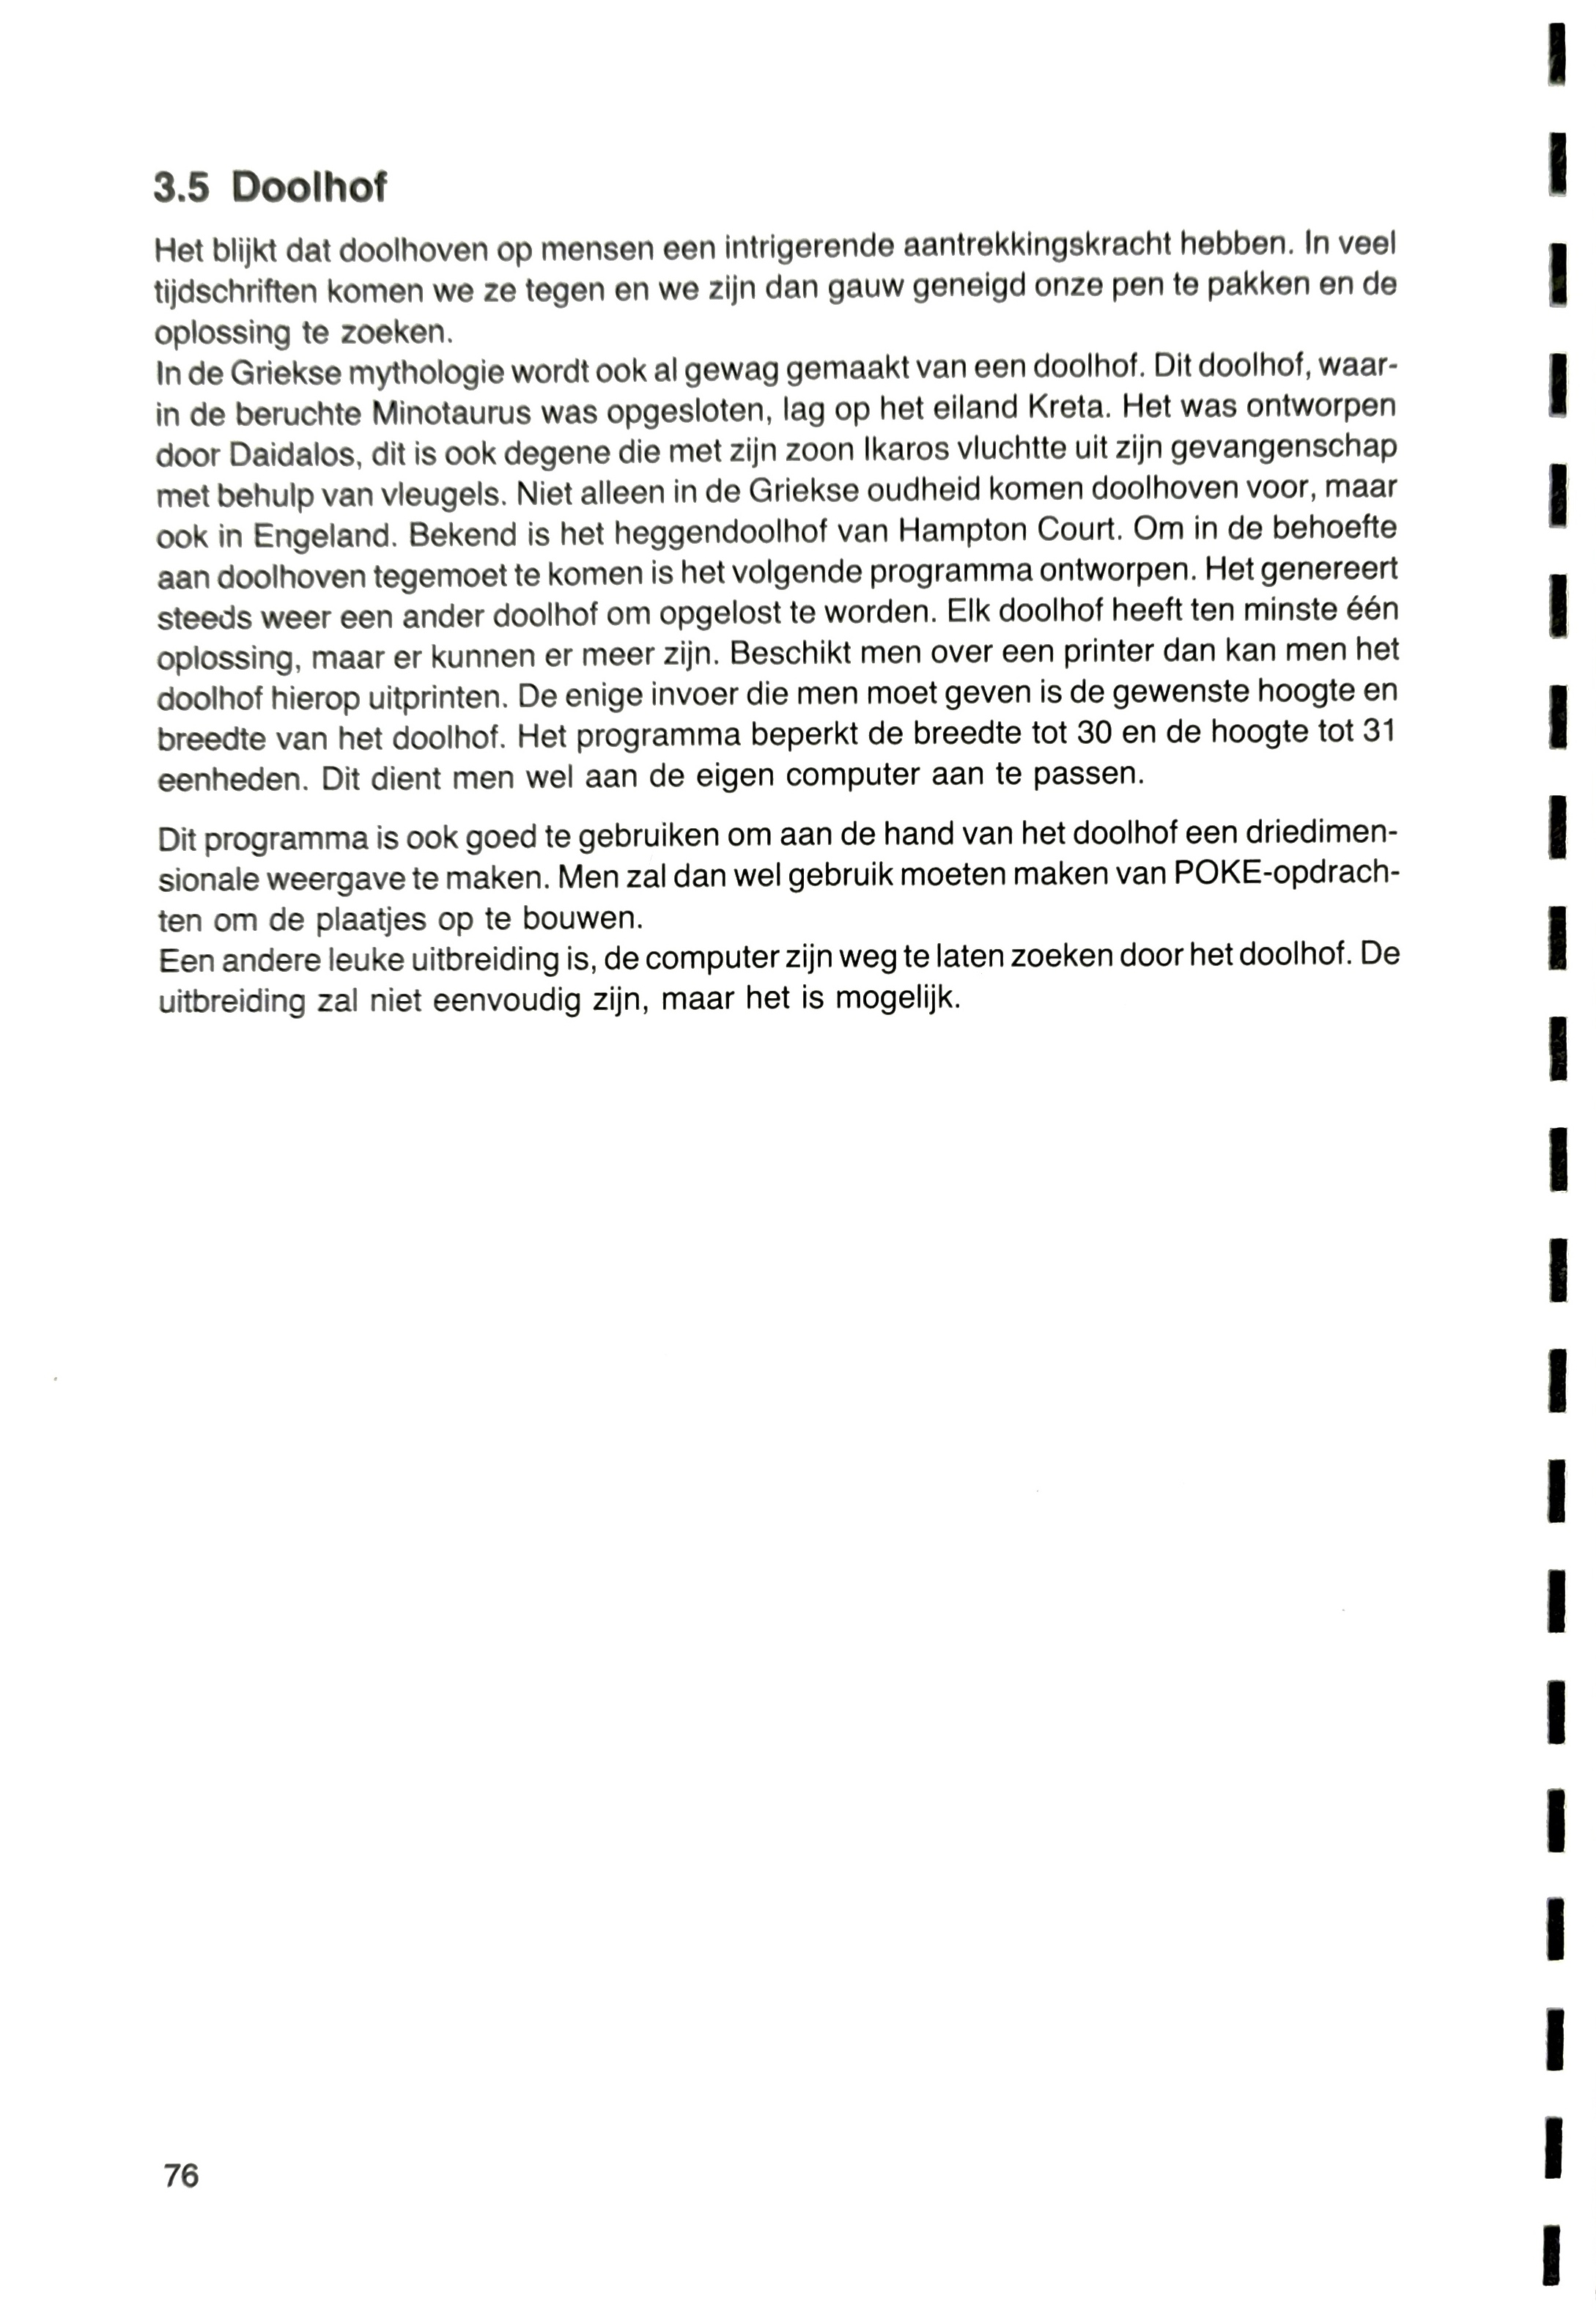 3.5 Doolhof
Het blijkt dat doolhoven op mensen een intrigerende aantrekkingskracht hebben. In veel
tijdschriften komen we ze tegen en we zijn dan gauw geneigd onze pen te pakken en de
oplossing te zoeken.
In de Griekse mythologie wordt ook al gewag gemaakt van een doolhof. Dit doolhof, waar-
in de beruchte Minotaurus was opgesloten, lag op het eiland Kreta. Het was ontworpen
door Daidalos, dit is ook degene die met zijn zoon Ikaros vluchtte uit zijn gevangenschap
met behulp van vleugels. Niet alleen in de Griekse oudheid komen doolhoven voor, maar
ook in Engeland. Bekend is het heggendoolhof van Hampton Court. Om in de behoefte
aan doolhoven tegemoet te komen is het volgende programma ontworpen. Het genereert
steeds weer een ander doolhof om opgelost te worden. Elk doolhof heeft ten minste één
oplossing, maar er kunnen er meer zijn. Beschikt men over een printer dan kan men het
doolhof hierop uitprinten. De enige invoer die men moet geven is de gewenste hoogte en
breedte van het doolhof. Het programma beperkt de breedte tot 30 en de hoogte tot 31
eenheden. Dit dient men wel aan de eigen computer aan te passen.
Dit programma is ook goed te gebruiken om aan de hand van het doolhof een driedimen-
sionale weergave te maken. Men zal dan wel gebruik moeten maken van POKE-opdrach-
ten om de plaatjes op te bouwen.
Een andere leuke uitbreiding is, de computer zijn weg te laten zoeken door het doolhof. De
uitbreiding zal niet eenvoudig zijn, maar het is mogelijk.
76